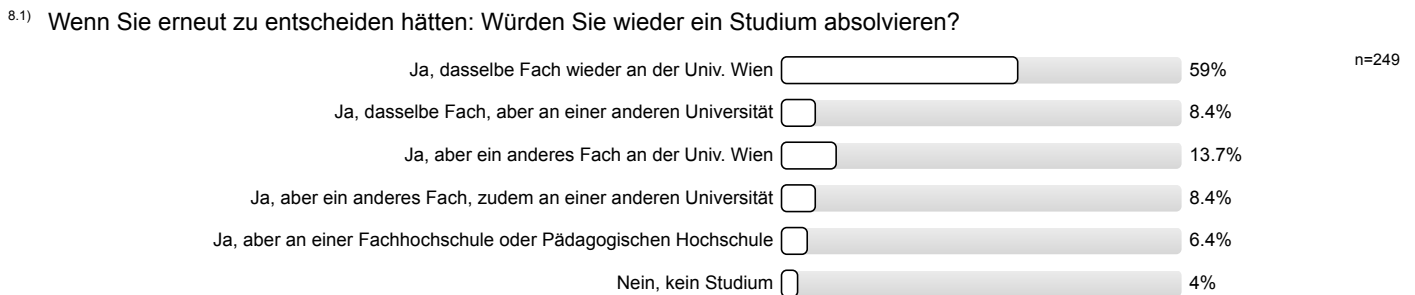 8.1) Wenn Sie erneut zu entscheiden hätten: Würden Sie wieder ein Studium absolvieren?
Ja, dasselbe Fach wieder an der Univ. Wien 59% n=249
Ja, dasselbe Fach, aber an einer anderen Universität 8.4%
Ja, aber ein anderes Fach an der Univ. Wien 13.7%
Ja, aber ein anderes Fach, zudem an einer anderen Universität 8.4%
Ja, aber an einer Fachhochschule oder Pädagogischen Hochschule 6.4%
Nein, kein Studium 4%